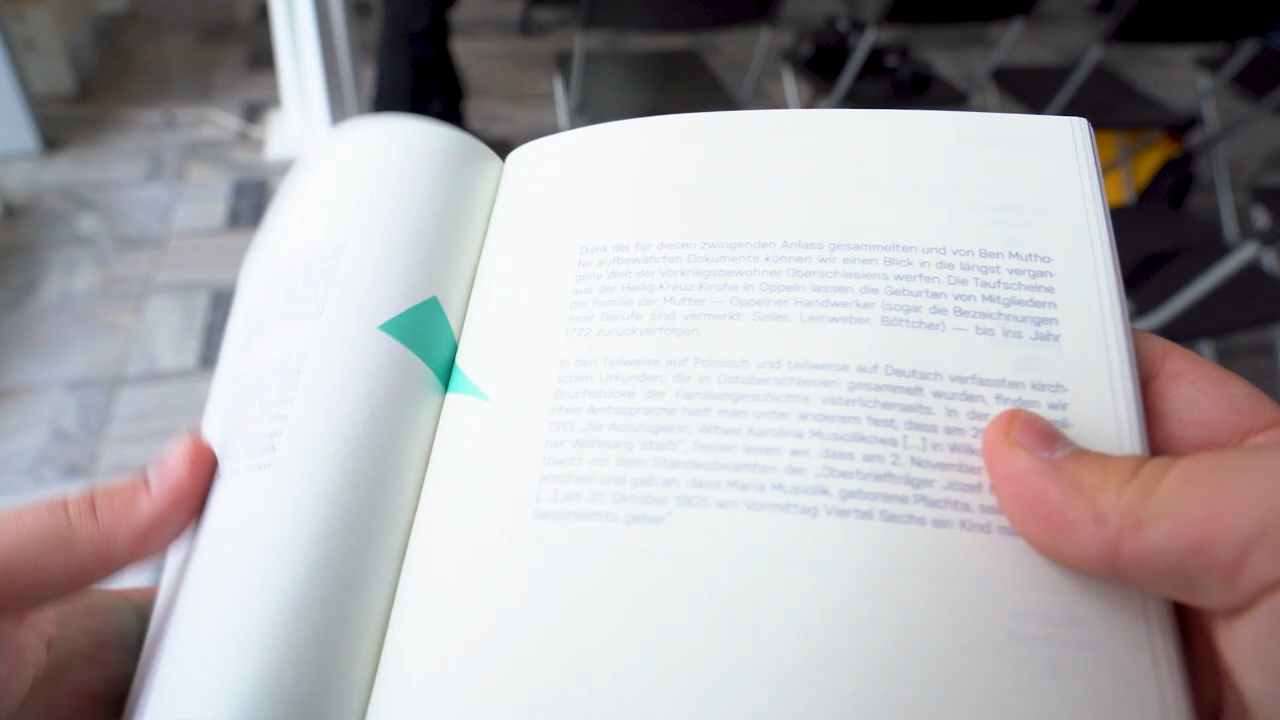 Dank der für diesen zwingenden Anlass gesammelten und von Ben Mutho-
fer aufbewahrten Dokumente können wir einen Blick in die längst vergan-
gene Welt der Vorkriegsbewohner Oberschlesiens werfen. Die Taufscheine
aus der Heilig-Kreuz-Kirche in Oppeln lassen die Geburten von Mitgliedern
der Familie der Mutter — Oppelner Handwerker (sogar die Bezeichnungen
ihrer Berufe sind vermerkt: Seiler, Leinweber, Böttcher) — bis ins Jahr
1772 zurückverfolgen.
In den teilweise auf Polnisch und teilweise auf Deutsch verfassten kirch-
lichen Urkunden, die in Ostoberschlesien gesammelt wurden, finden wir
Bruchstücke der Familiengeschichte väterlicherseits. In der
chen Amtssprache hielt man unter anderem fest, dass am
1913 „die Auszüglerin, Witwe Karolina Musiolikowa [...] in
ner Wohnung starb”, ferner lesen wir, dass am 2. November
towitz vor dem Standesbeamten der „Oberbriefträger Józef
erschien und gab an, dass Maria Musiolik, geborene Plachta,
[...] am 31. Oktober 1925 am Vormittag Viertel Sechs ein Kind
Geschlechts gebar”.